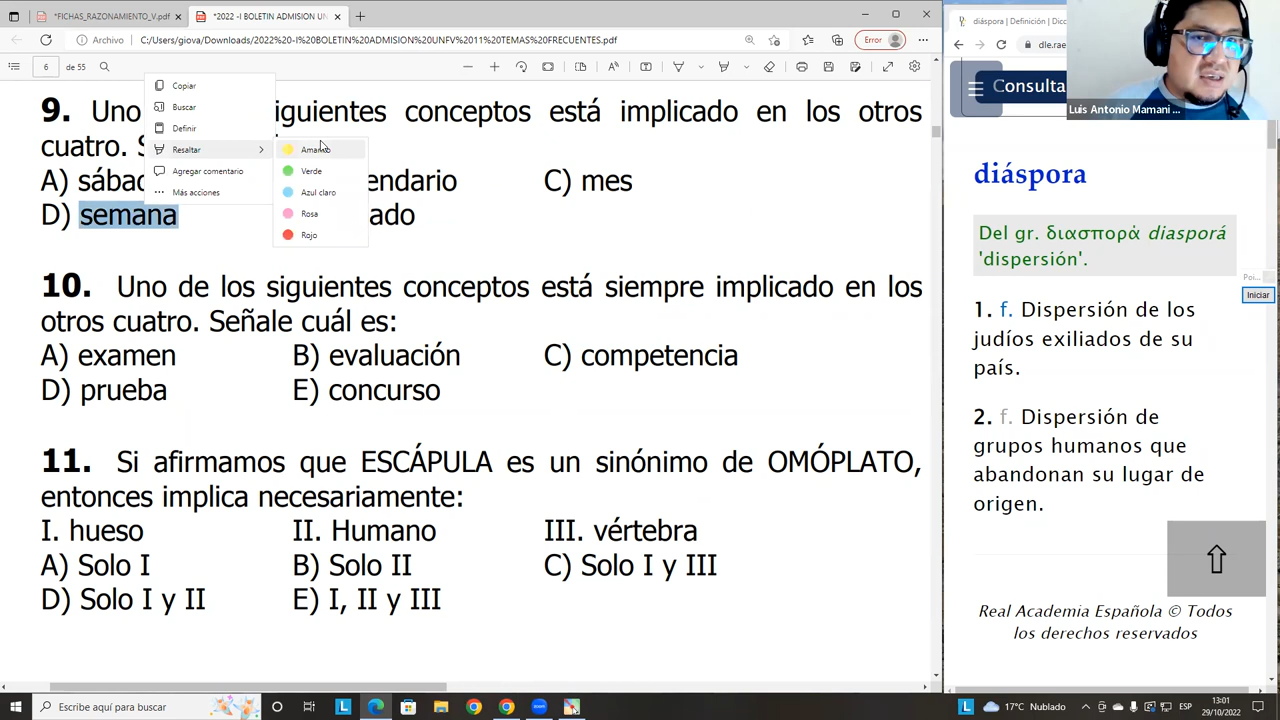 *FICHAS_RAZONAMIENTO_V.pdf
*2022 -I BOLETIN ADMISION UN
Archivo
C:/Users/giova/Downloads/2022%20-I%20BOLETIN%20ADMISION%20UNFV%2011%20TEMAS%20FRECUENTES.pdf
Error
6 de 55
Copiar
Buscar
Definir
Resaltar
Agregar comentario
Más acciones
Verde
Azul claro
Rosa
Rojo
9. Uno iguientes conceptos está implicado en los otros
cuatro. S
A) sábad endario C) mes
D) semana ado
10. Uno de los siguientes conceptos está siempre implicado en los
otros cuatro. Señale cuál es:
A) examen B) evaluación C) competencia
D) prueba E) concurso
11. Si afirmamos que ESCÁPULA es un sinónimo de OMÓPLATO,
entonces implica necesariamente:
I. hueso II. Humano III. vértebra
A) Solo I B) Solo II C) Solo I y III
D) Solo I y II E) I, II y III
diáspora | Definición | Dicc
dle.rae
Consulta
Luis Antonio Mamani ...
diáspora
Del gr. διασπορὰ diasporá
'dispersión'.
Poi...
Iniciar
1. f. Dispersión de los
judíos exiliados de su
país.
2. f. Dispersión de
grupos humanos que
abandonan su lugar de
origen.
Real Academia Española © Todos
los derechos reservados
Escribe aquí para buscar
17°C Nublado
ESP
13:01
29/10/2022